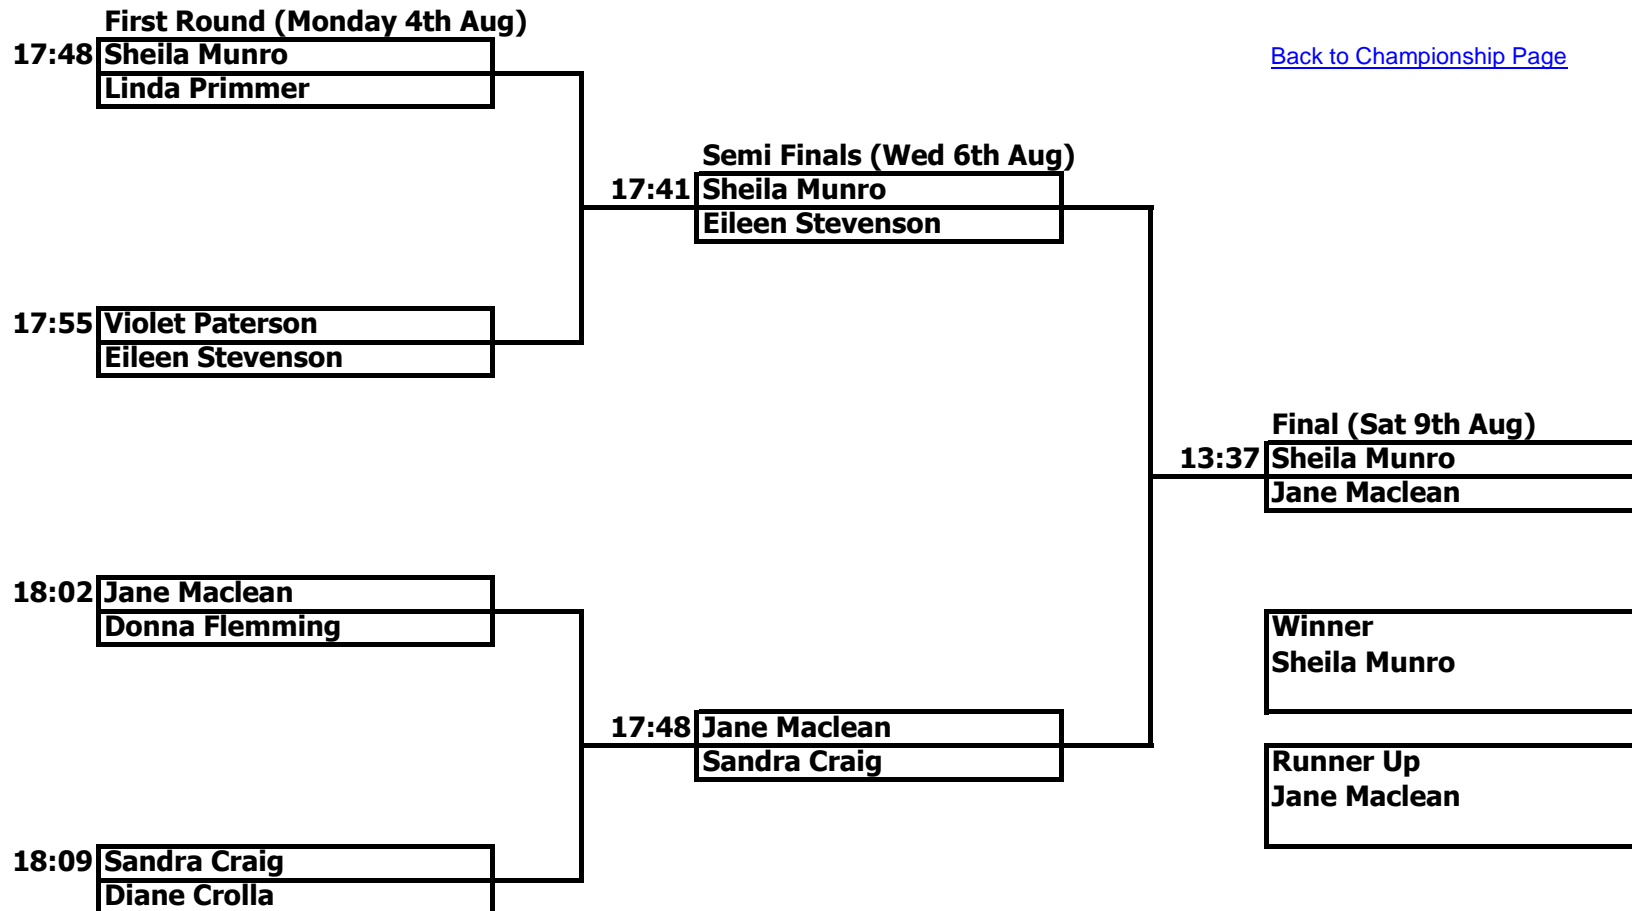 First Round (Monday 4th Aug)
17:48 Sheila Munro
Linda Primmer
Back to Championship Page
Semi Finals (Wed 6th Aug)
17:41 Sheila Munro
Eileen Stevenson
17:55 Violet Paterson
Eileen Stevenson
Final (Sat 9th Aug)
13:37 Sheila Munro
Jane Maclean
18:02 Jane Maclean
Donna Flemming
Winner
Sheila Munro
17:48 Jane Maclean
Sandra Craig
Runner Up
Jane Maclean
18:09 Sandra Craig
Diane Crolla